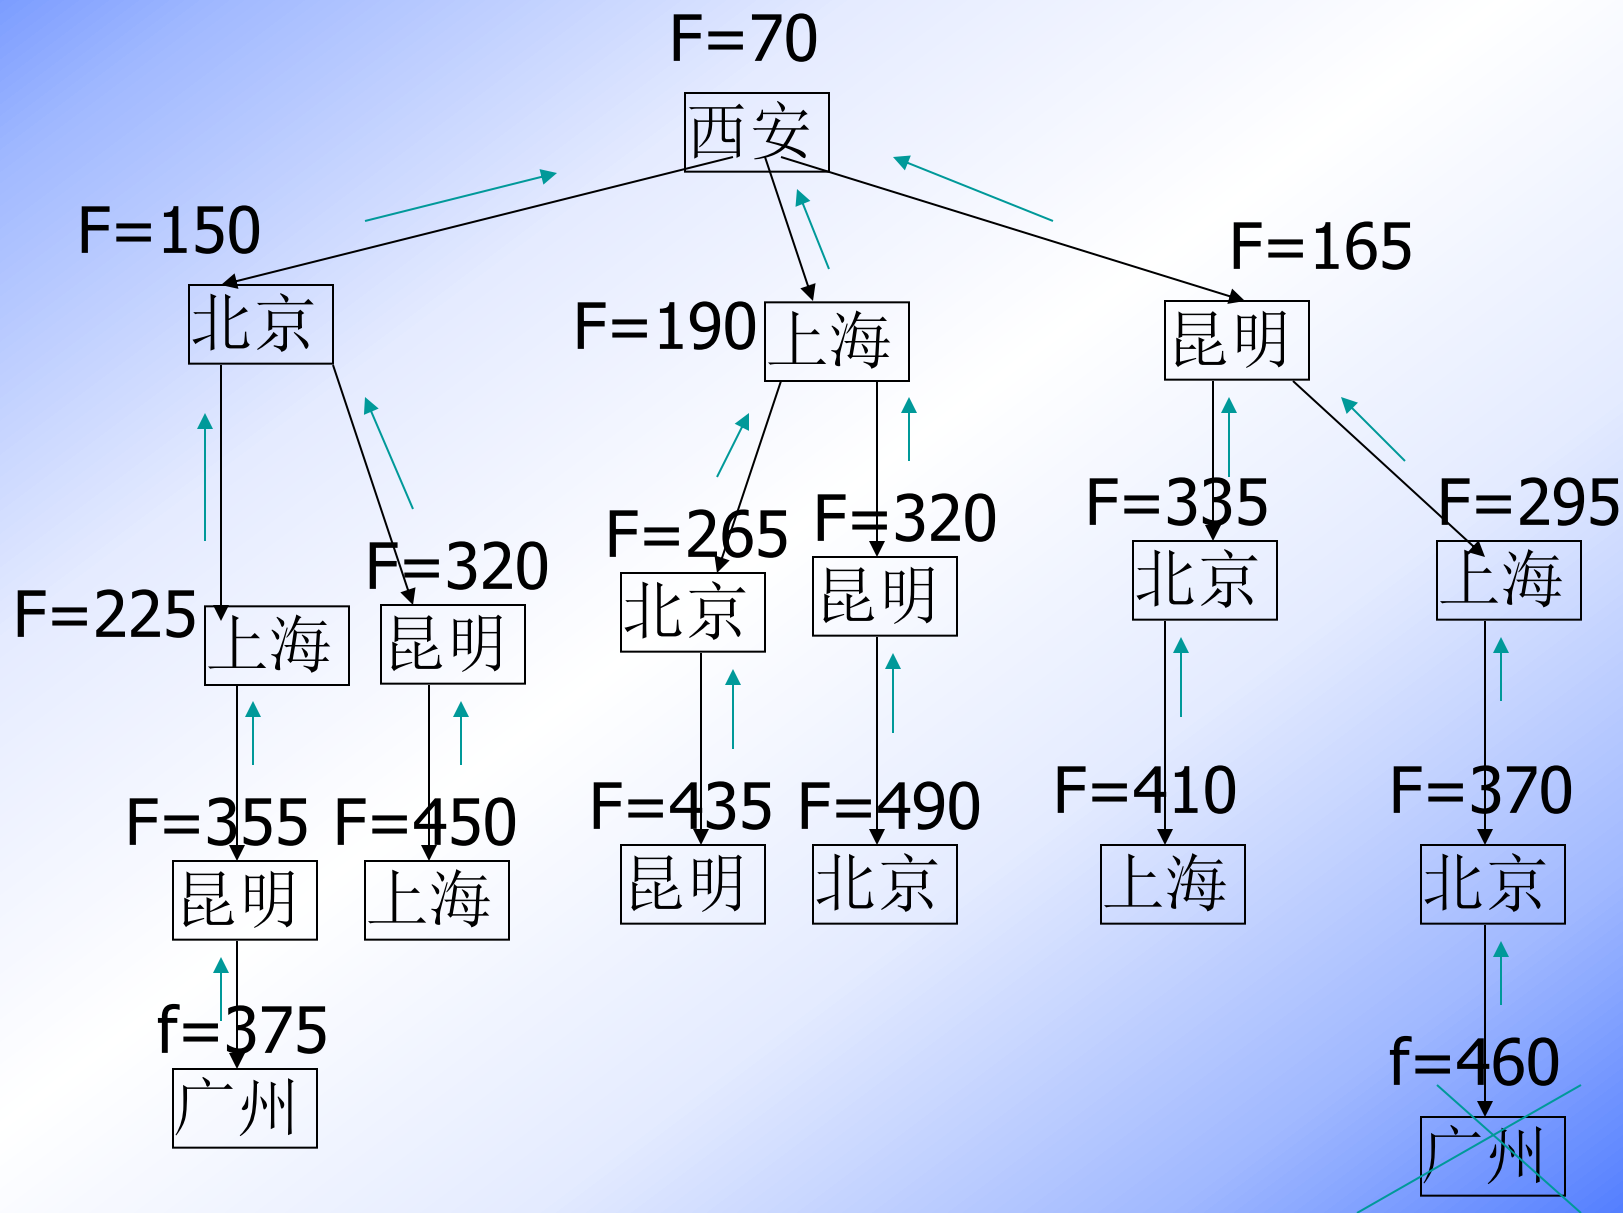 F=70
西安
F=150
北京
F=190
上海
F=165
昆明
F=225
上海
F=320
昆明
F=265
北京
F=320
昆明
F=335
北京
F=295
上海
F=355
昆明
F=450
上海
F=435
昆明
F=490
北京
F=410
上海
F=370
北京
f=375
广州
f=460
广州